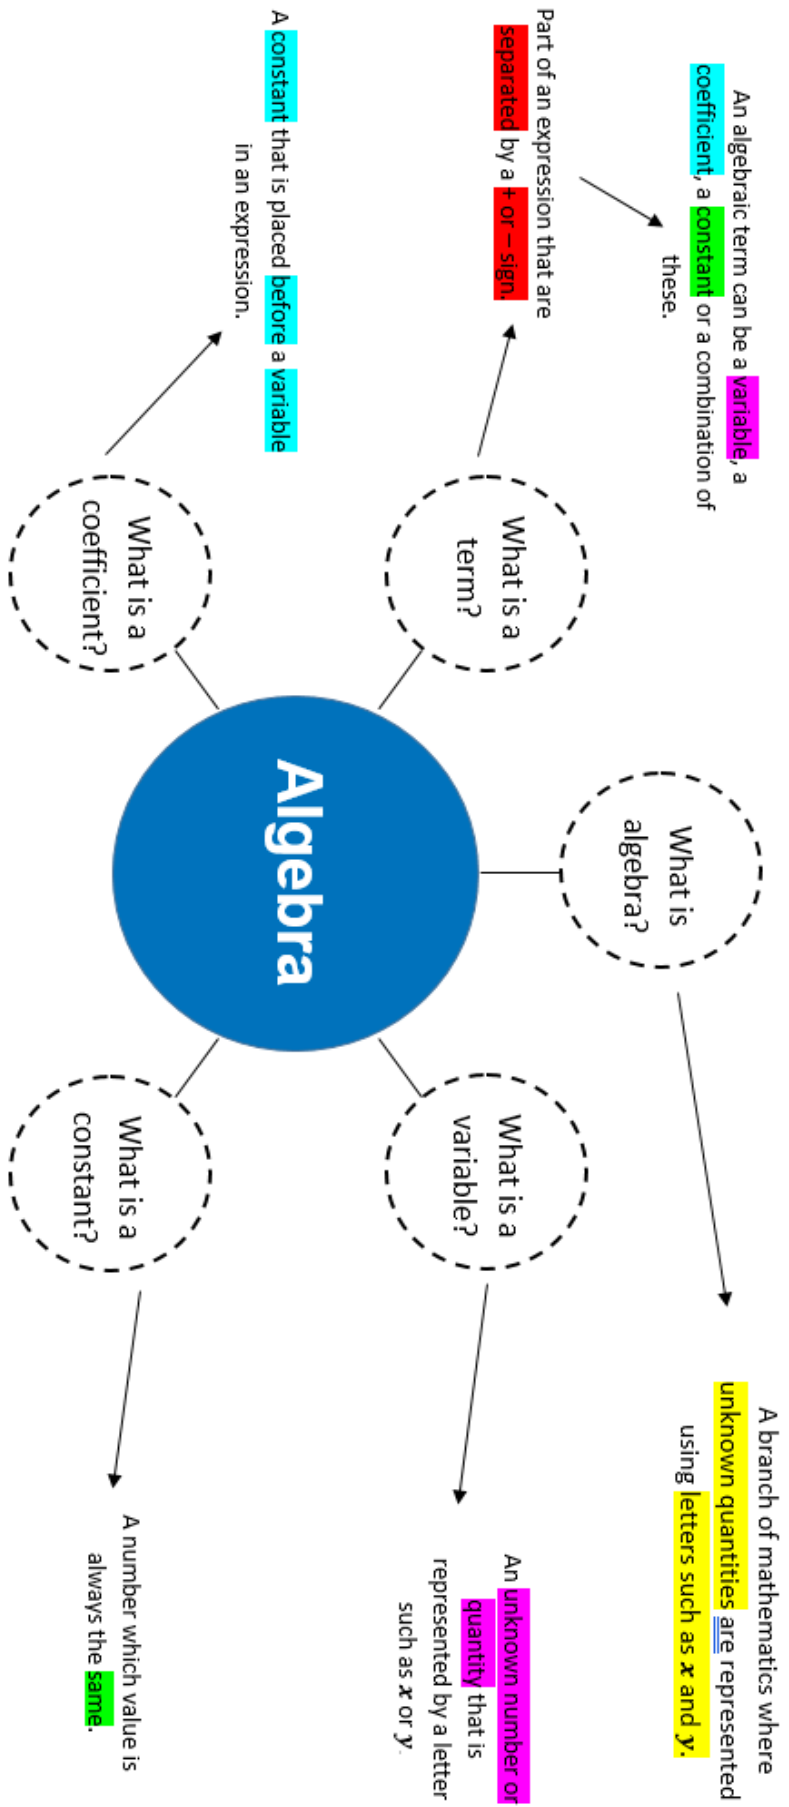 An algebraic term can be a variable, a
coefficient, a constant or a combination of
these.
Part of an expression that are
separated by a + or – sign.
A constant that is placed before a variable
in an expression.
What is a
term?
What is a
coefficient?
What is
algebra?
Algebra
What is a
variable?
What is a
constant?
A branch of mathematics where
unknown quantities are represented
using letters such as x and y.
An unknown number or
quantity that is
represented by a letter
such as x or y.
A number which value is
always the same.